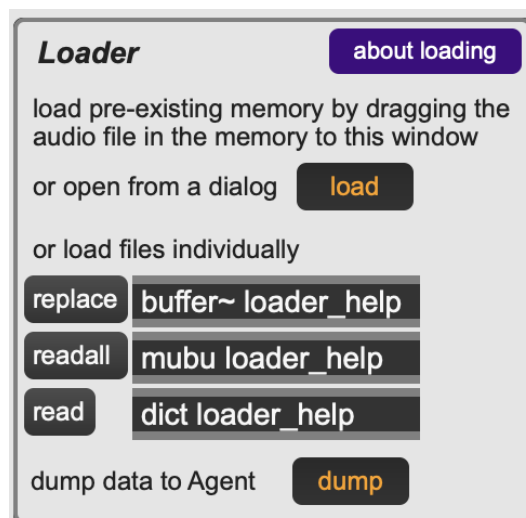 Loader
about loading
load pre-existing memory by dragging the
audio file in the memory to this window
or open from a dialog load
or load files individually
replace buffer~ loader_help
readall mubu loader_help
read dict loader_help
dump data to Agent dump